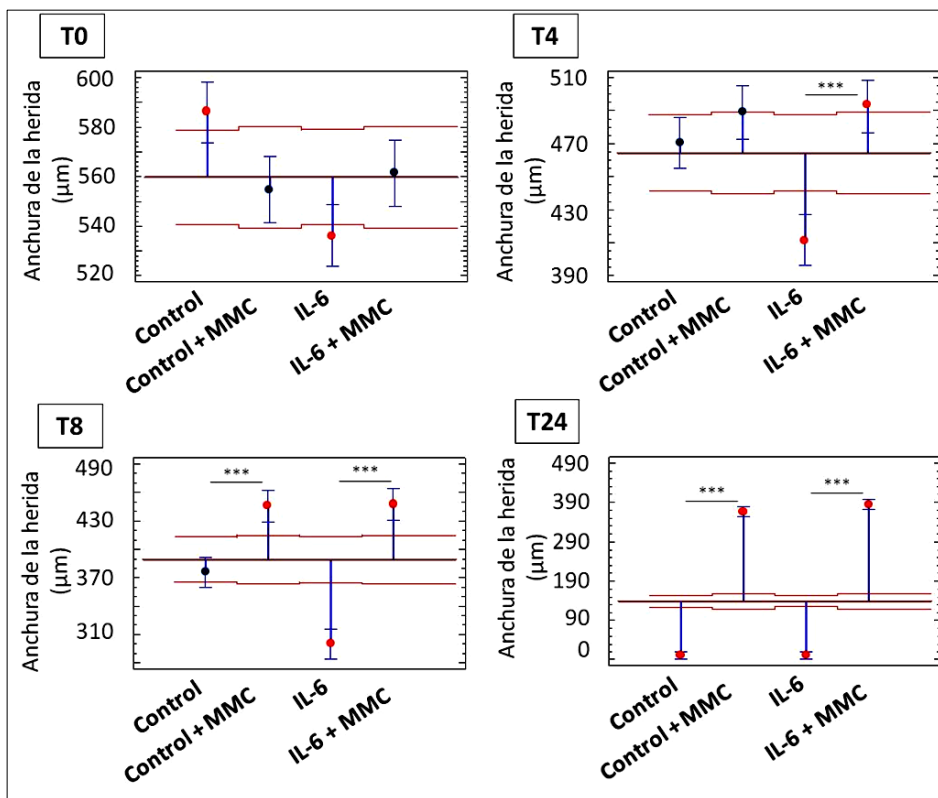 T0
Anchura de la herida
(µm)
600
580
560
540
520
Control
Control + MMC
IL-6
IL-6 + MMC
T4
Anchura de la herida
(µm)
510
470
430
390
***
Control
Control + MMC
IL-6
IL-6 + MMC
T8
Anchura de la herida
(µm)
490
430
370
310
***
***
Control
Control + MMC
IL-6
IL-6 + MMC
T24
Anchura de la herida
(µm)
490
390
290
190
90
0
***
***
Control
Control + MMC
IL-6
IL-6 + MMC